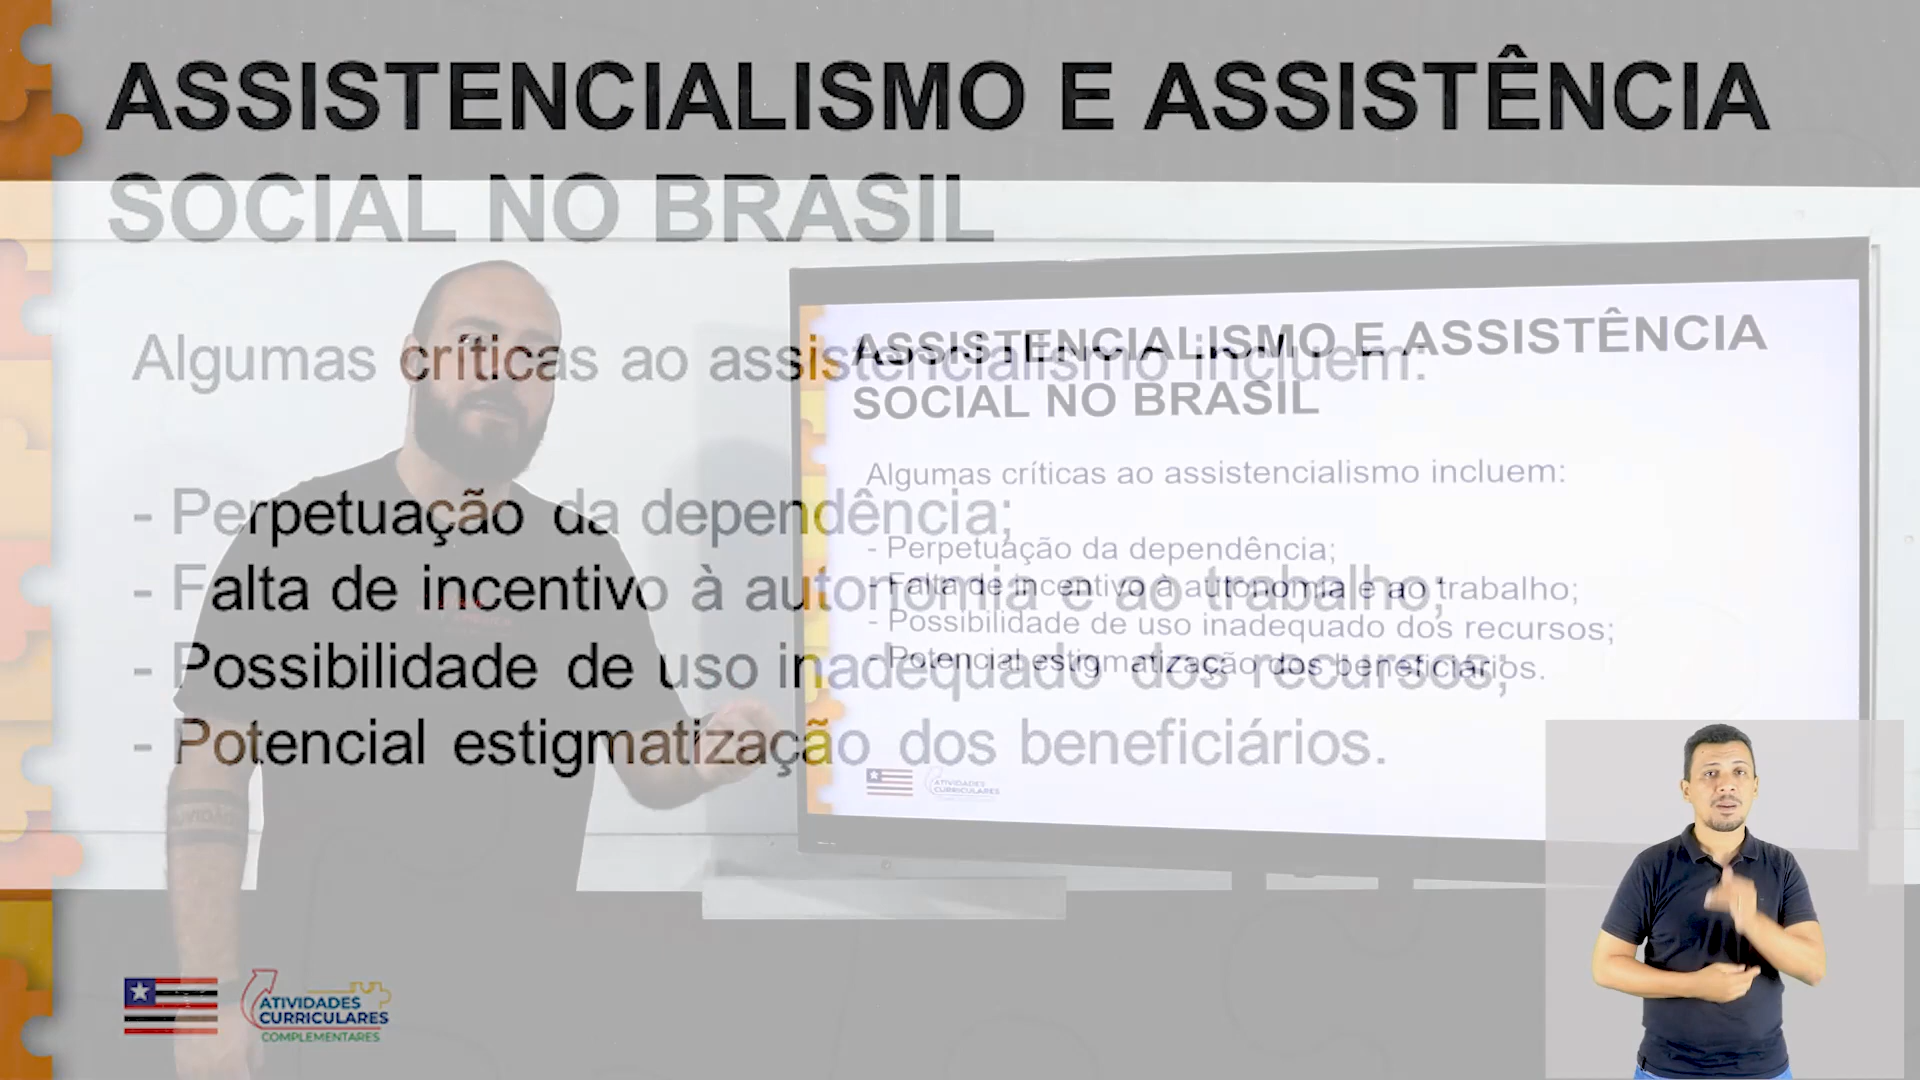 ASSISTENCIALISMO E ASSISTÊNCIA
SOCIAL NO BRASIL
Algumas críticas ao assistencialismo incluem:
- Perpetuação da dependência;
- Falta de incentivo à autonomia e ao trabalho;
- Possibilidade de uso inadequado dos recursos;
- Potencial estigmatização dos beneficiários.
ASSISTENCIALISMO E ASSISTÊNCIA
SOCIAL NO BRASIL
Algumas críticas ao assistencialismo incluem:
- Perpetuação da dependência;
- Falta de incentivo à autonomia e ao trabalho;
- Possibilidade de uso inadequado dos recursos;
- Potencial estigmatização dos beneficiários.
ATIVIDADES
CURRICULARES
ATIVIDADES
CURRICULARES
COMPLEMENTARES